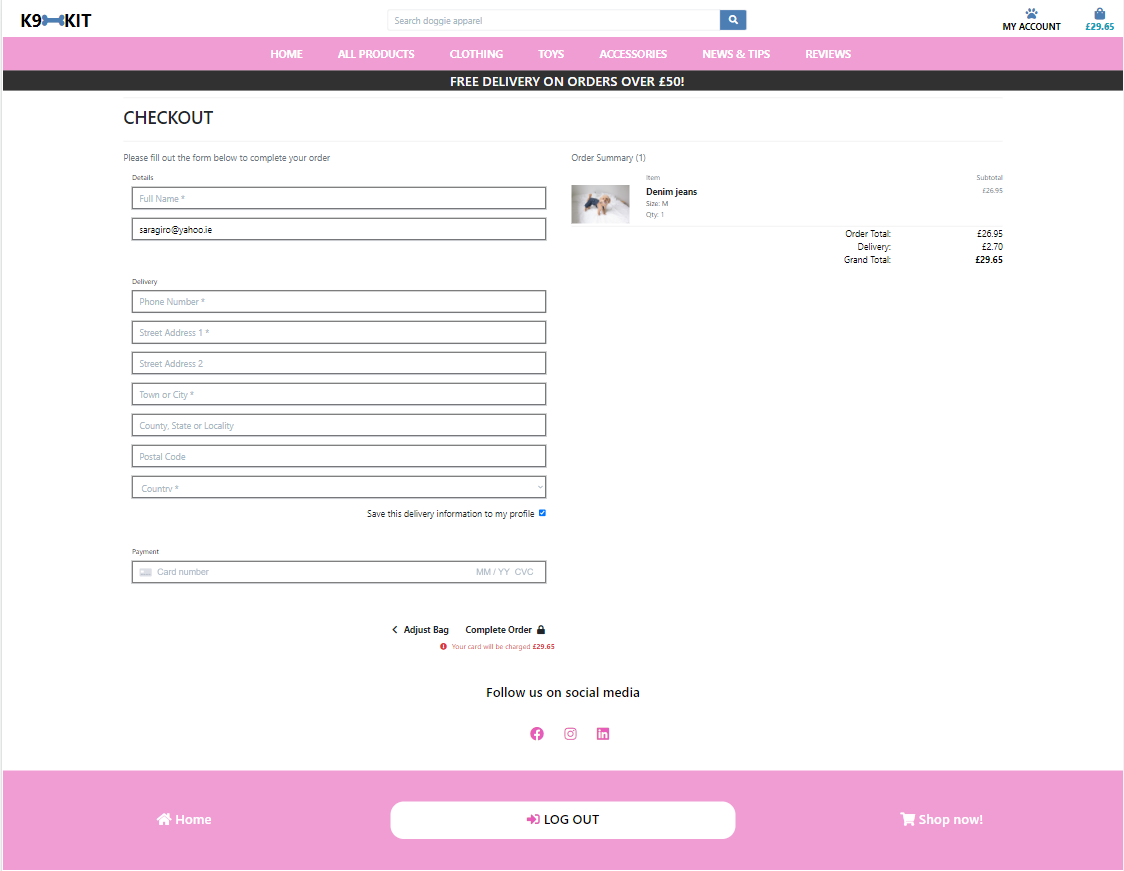 K9 KIT
Search doggie apparel
MY ACCOUNT
£29.65
HOME ALL PRODUCTS CLOTHING TOYS ACCESSORIES NEWS & TIPS REVIEWS
FREE DELIVERY ON ORDERS OVER £50!
CHECKOUT
Please fill out the form below to complete your order
Details
Full Name *
saragiro@yahoo.ie
Delivery
Phone Number *
Street Address 1 *
Street Address 2
Town or City *
County, State or Locality
Postal Code
Country *
Save this delivery information to my profile
Payment
Card number MM / YY CVC
Adjust Bag Complete Order
Your card will be charged £29.65
Order Summary (1)
Item Subtotal
Denim jeans £26.95
Size: M
Qty: 1
Order Total: £26.95
Delivery: £2.70
Grand Total: £29.65
Follow us on social media
Home LOG OUT Shop now!